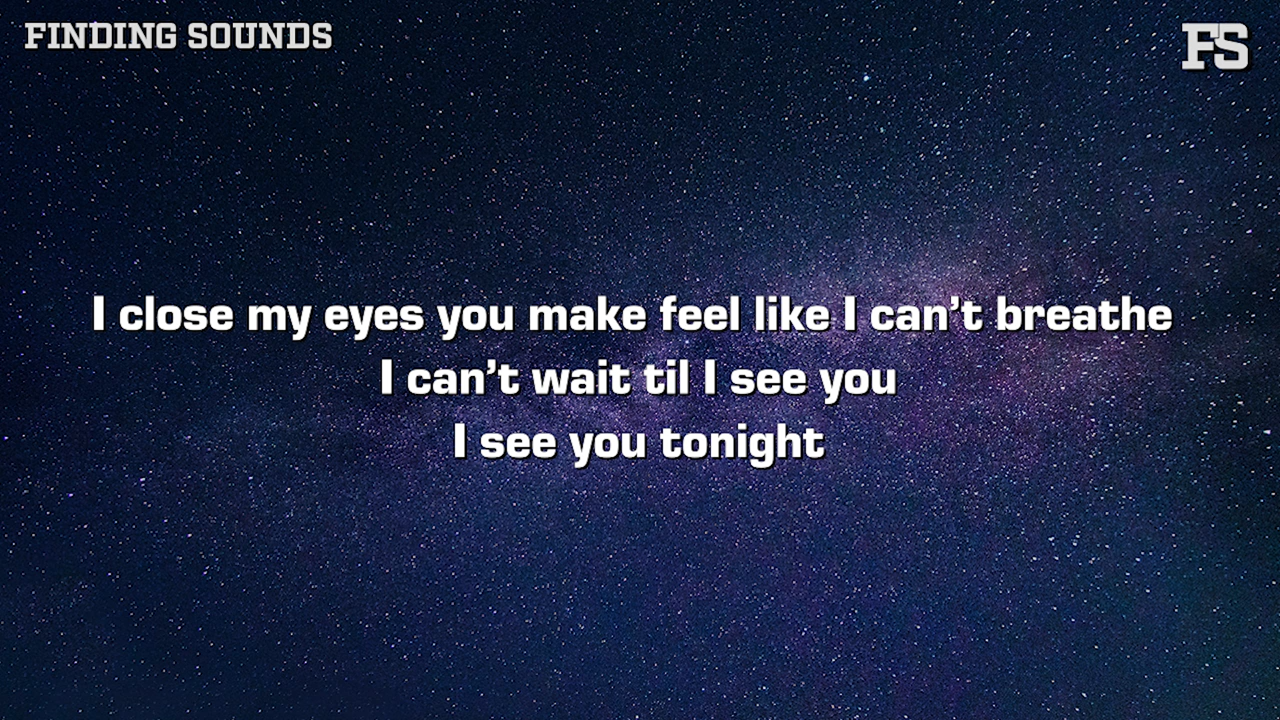 FINDING SOUNDS
FS
I close my eyes you make feel like I can’t breathe
I can’t wait til I see you
I see you tonight